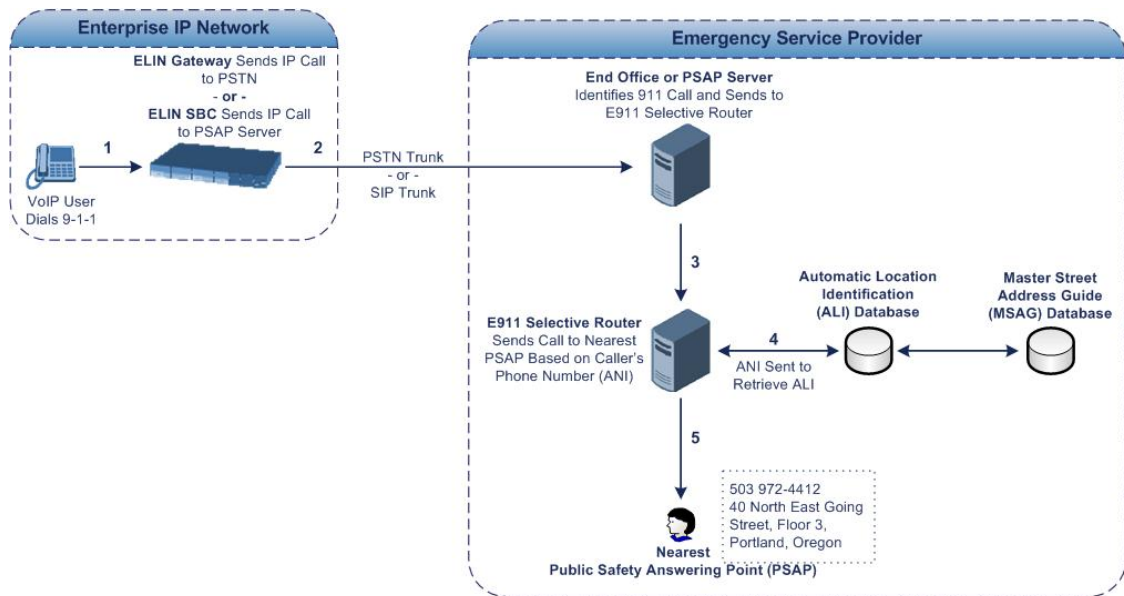 Enterprise IP Network
ELIN Gateway Sends IP Call
to PSTN
- or -
ELIN SBC Sends IP Call
to PSAP Server
1
2
VoIP User
Dials 9-1-1
PSTN Trunk
- or -
SIP Trunk
Emergency Service Provider
End Office or PSAP Server
Identifies 911 Call and Sends to
E911 Selective Router
3
E911 Selective Router
Sends Call to Nearest
PSAP Based on Caller's
Phone Number (ANI)
4
ANI Sent to
Retrieve ALI
Automatic Location
Identification
(ALI) Database
Master Street
Address Guide
(MSAG) Database
5
503 972-4412
40 North East Going
Street, Floor 3,
Portland, Oregon
Nearest
Public Safety Answering Point (PSAP)